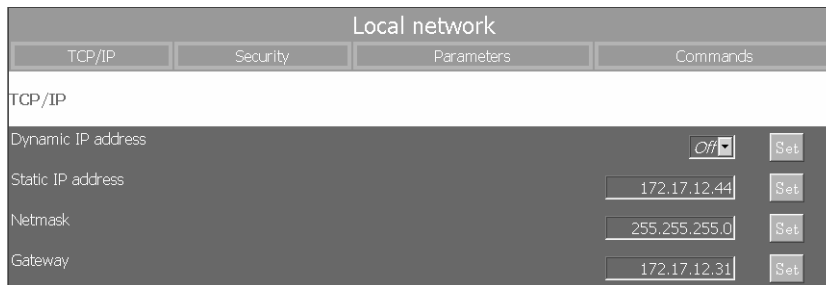 Local network
TCP/IP Security Parameters Commands
TCP/IP
Dynamic IP address Off Set
Static IP address 172.17.12.44 Set
Netmask 255.255.255.0 Set
Gateway 172.17.12.31 Set